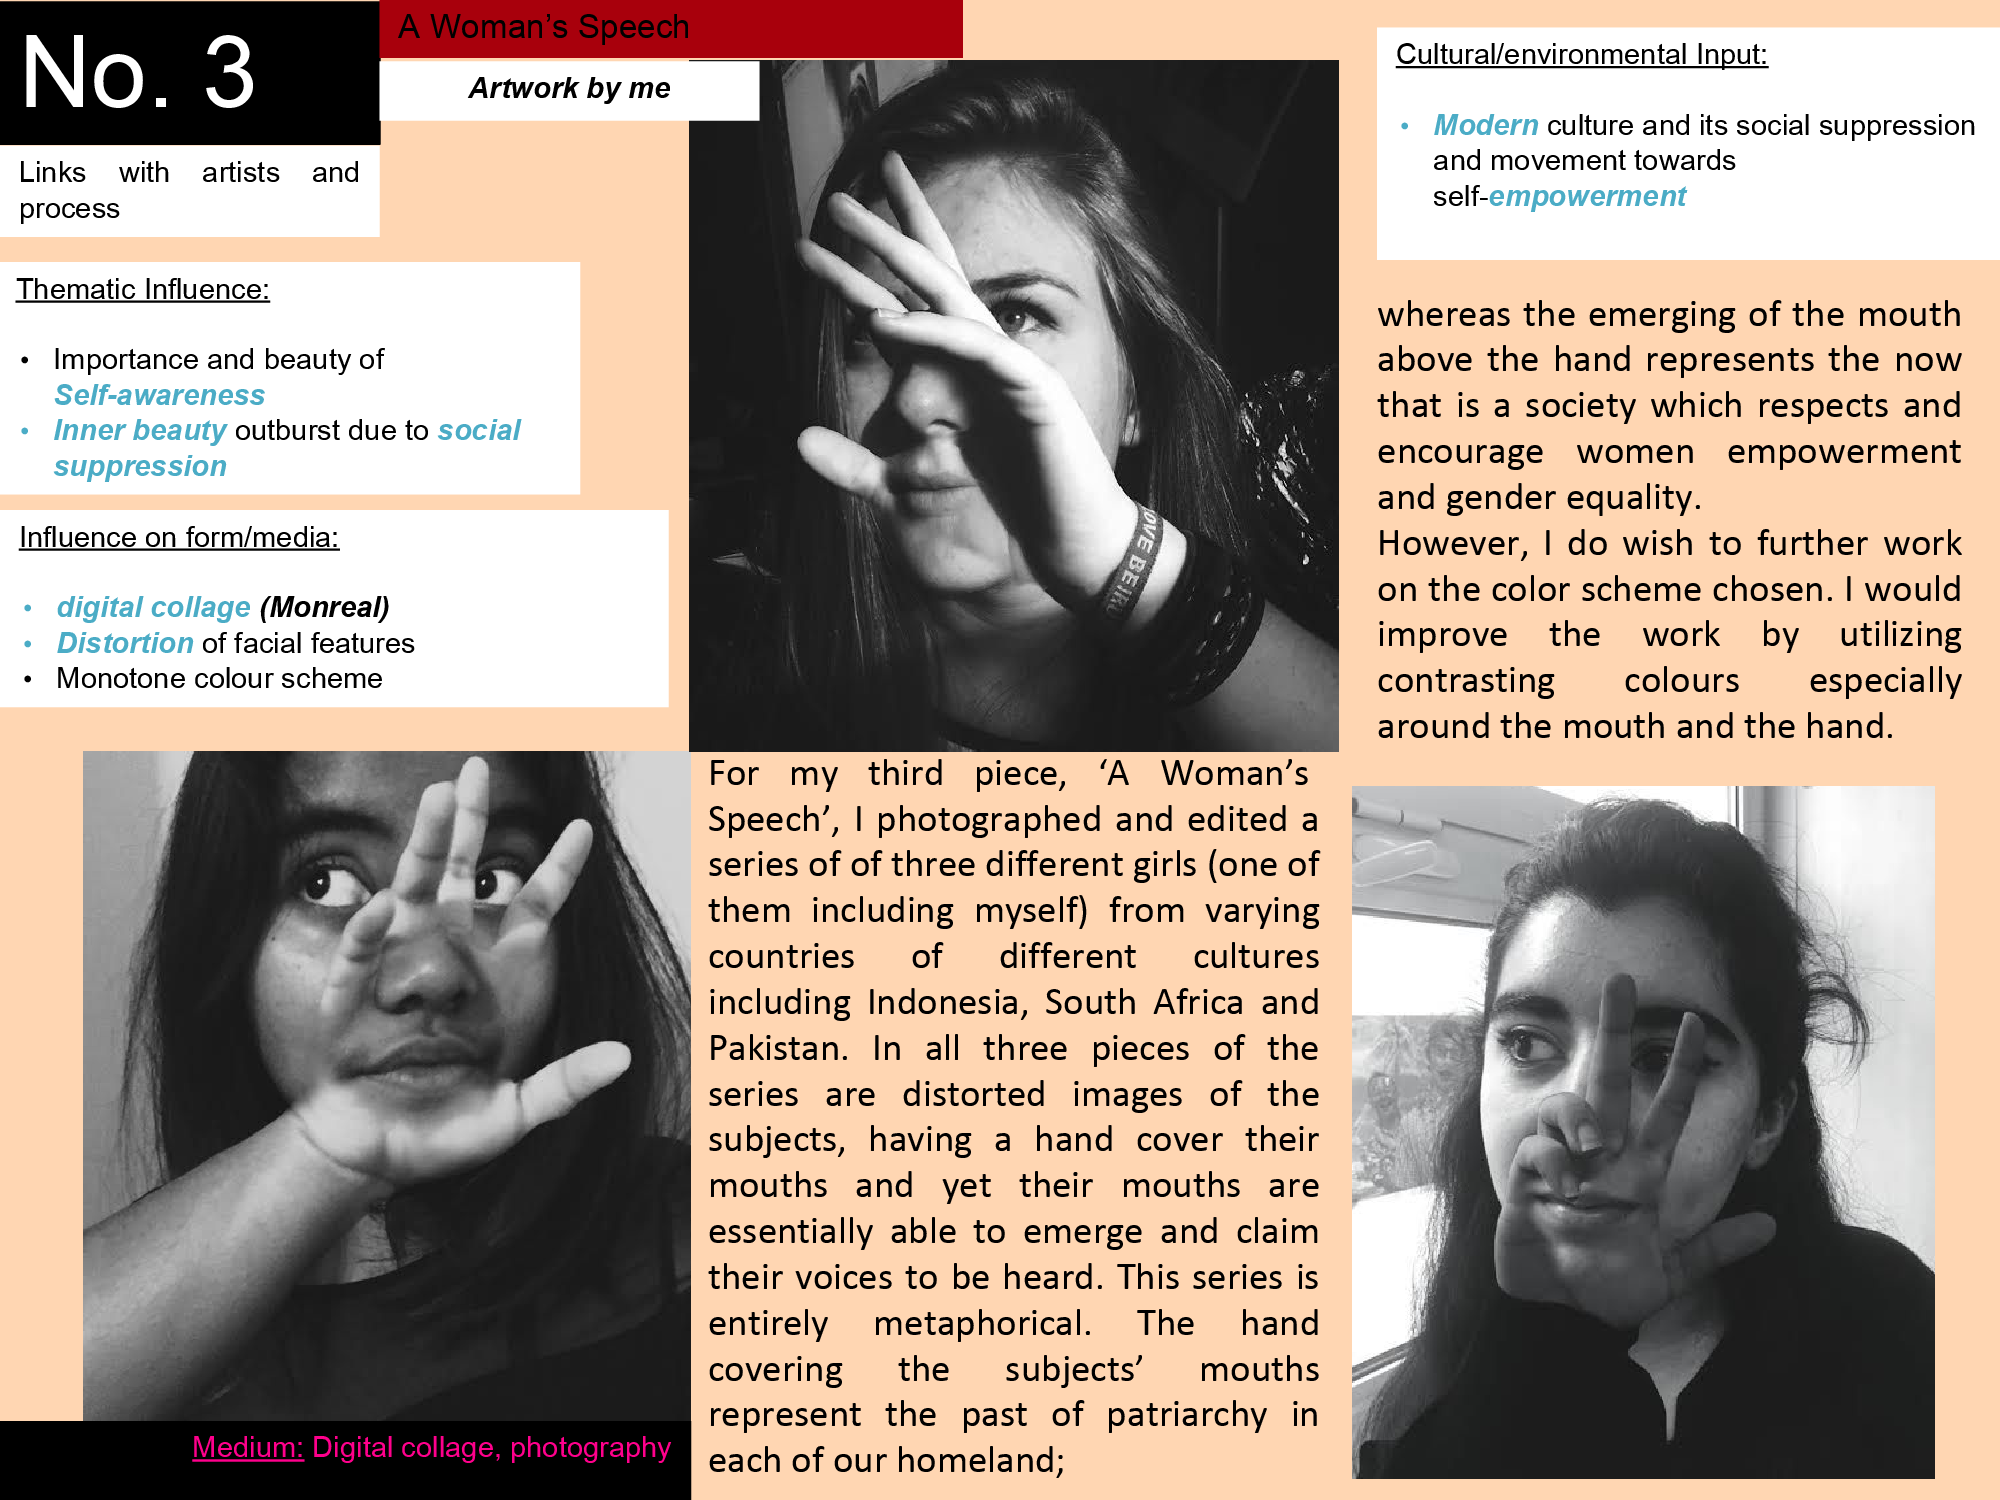 No. 3
A Woman's Speech
Artwork by me
Links with artists and
process
Thematic Influence:
• Importance and beauty of
Self-awareness
• Inner beauty outburst due to social
suppression
Influence on form/media:
• digital collage (Monreal)
• Distortion of facial features
• Monotone colour scheme
Medium: Digital collage, photography
For my third piece, ‘A Woman’s
Speech’, I photographed and edited a
series of of three different girls (one of
them including myself) from varying
countries of different cultures
including Indonesia, South Africa and
Pakistan. In all three pieces of the
series are distorted images of the
subjects, having a hand cover their
mouths and yet their mouths are
essentially able to emerge and claim
their voices to be heard. This series is
entirely metaphorical. The hand
covering the subjects’ mouths
represent the past of patriarchy in
each of our homeland;
Cultural/environmental Input:
• Modern culture and its social suppression
and movement towards
self-empowerment
whereas the emerging of the mouth
above the hand represents the now
that is a society which respects and
encourage women empowerment
and gender equality.
However, I do wish to further work
on the color scheme chosen. I would
improve the work by utilizing
contrasting colours especially
around the mouth and the hand.